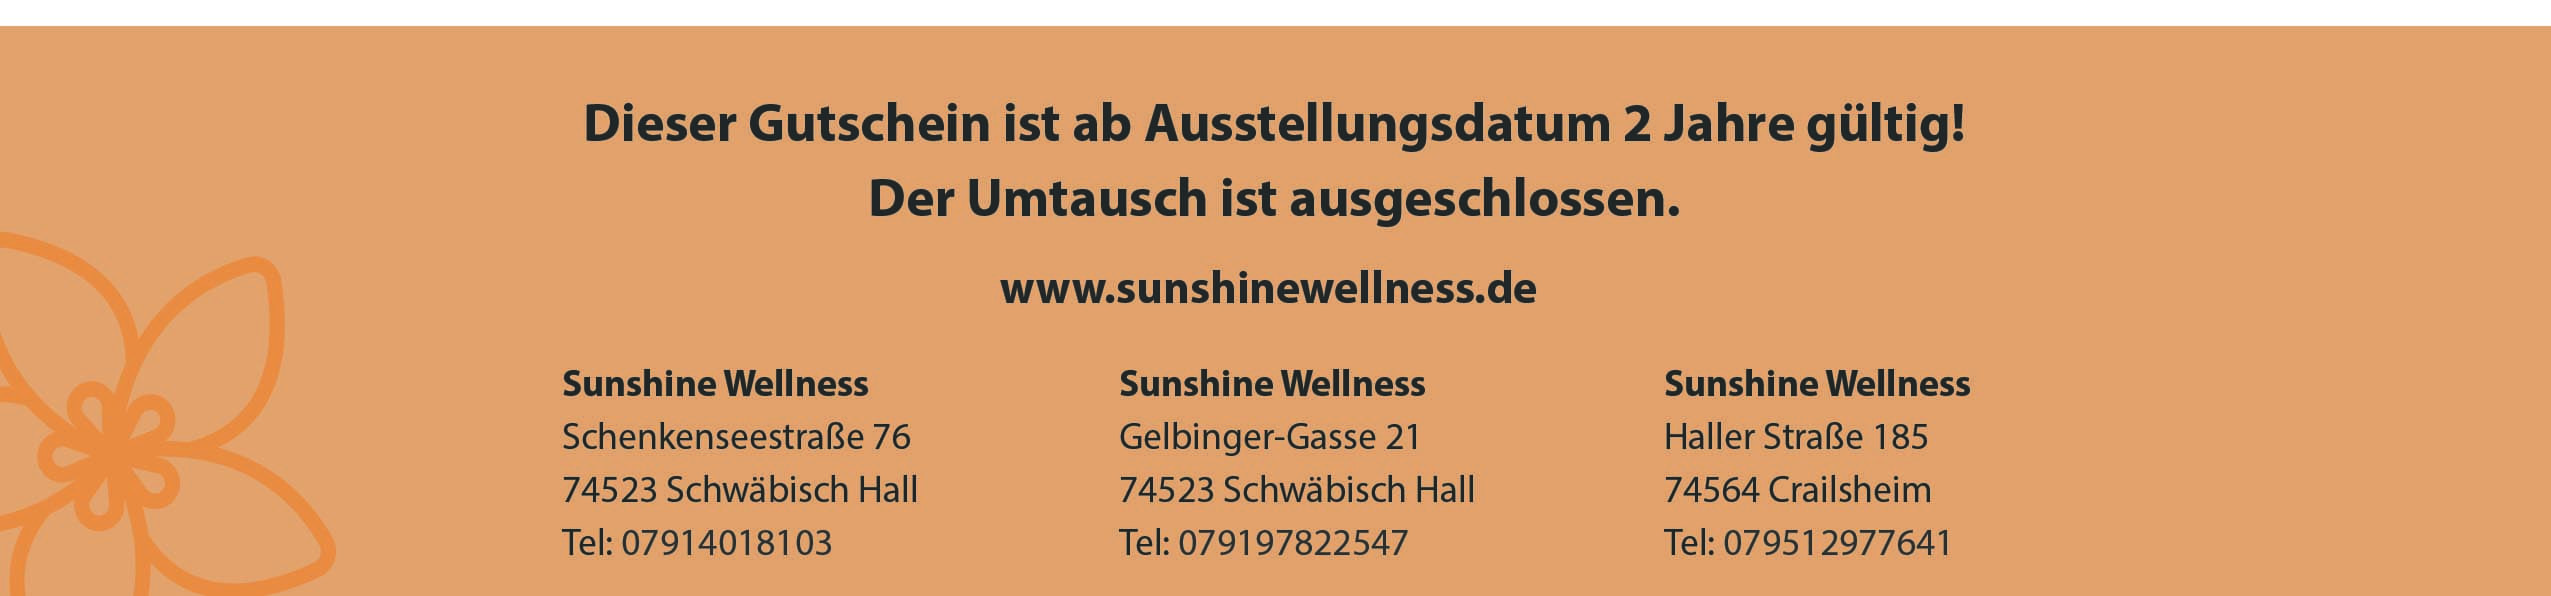 Dieser Gutschein ist ab Ausstellungsdatum 2 Jahre gültig!
Der Umtausch ist ausgeschlossen.
www.sunshinewellness.de
Sunshine Wellness
Schenkenseestraße 76
74523 Schwäbisch Hall
Tel: 07914018103
Sunshine Wellness
Gelbinger-Gasse 21
74523 Schwäbisch Hall
Tel: 079197822547
Sunshine Wellness
Haller Straße 185
74564 Crailsheim
Tel: 079512977641